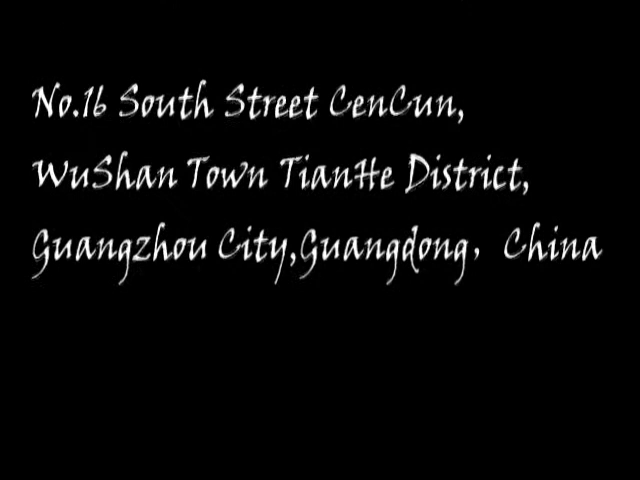 No.16 South Street CenCun,
WuShan Town TianHe District,
Guangzhou City,Guangdong，China